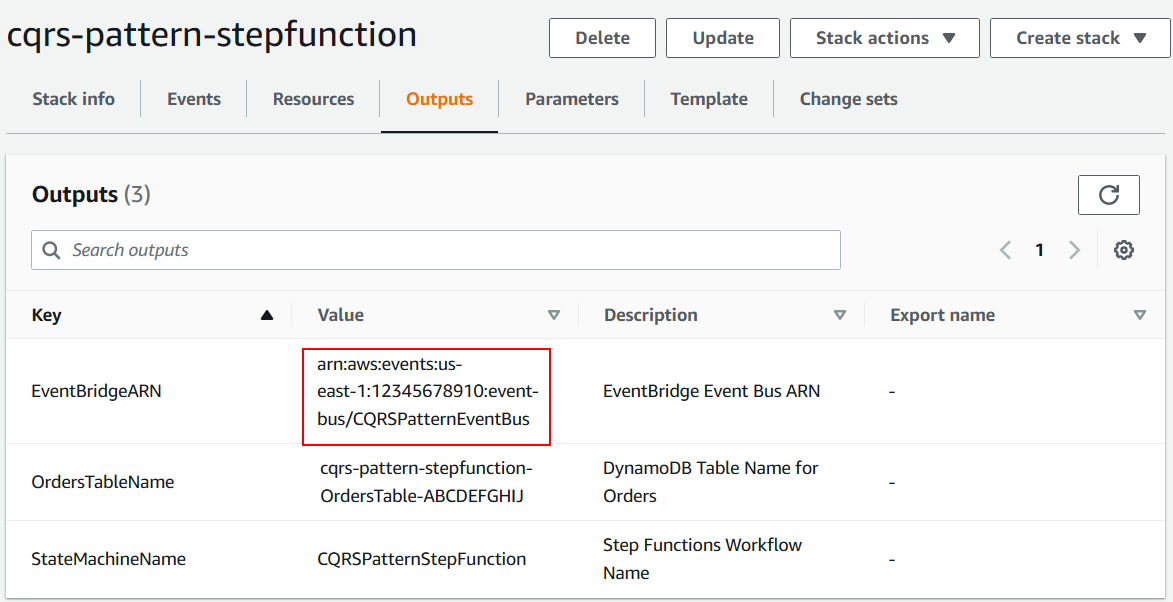 cqrs-pattern-stepfunction
Delete
Update
Stack actions
Create stack
Stack info
Events
Resources
Outputs
Parameters
Template
Change sets
Outputs (3)
Search outputs
1
Key
Value
Description
Export name
EventBridgeARN
arn:aws:events:us-
east-1:12345678910:event-
bus/CQRSPatternEventBus
EventBridge Event Bus ARN
-
OrdersTableName
cqrs-pattern-stepfunction-
OrdersTable-ABCDEFGHIJ
DynamoDB Table Name for
Orders
-
StateMachineName
CQRSPatternStepFunction
Step Functions Workflow
Name
-